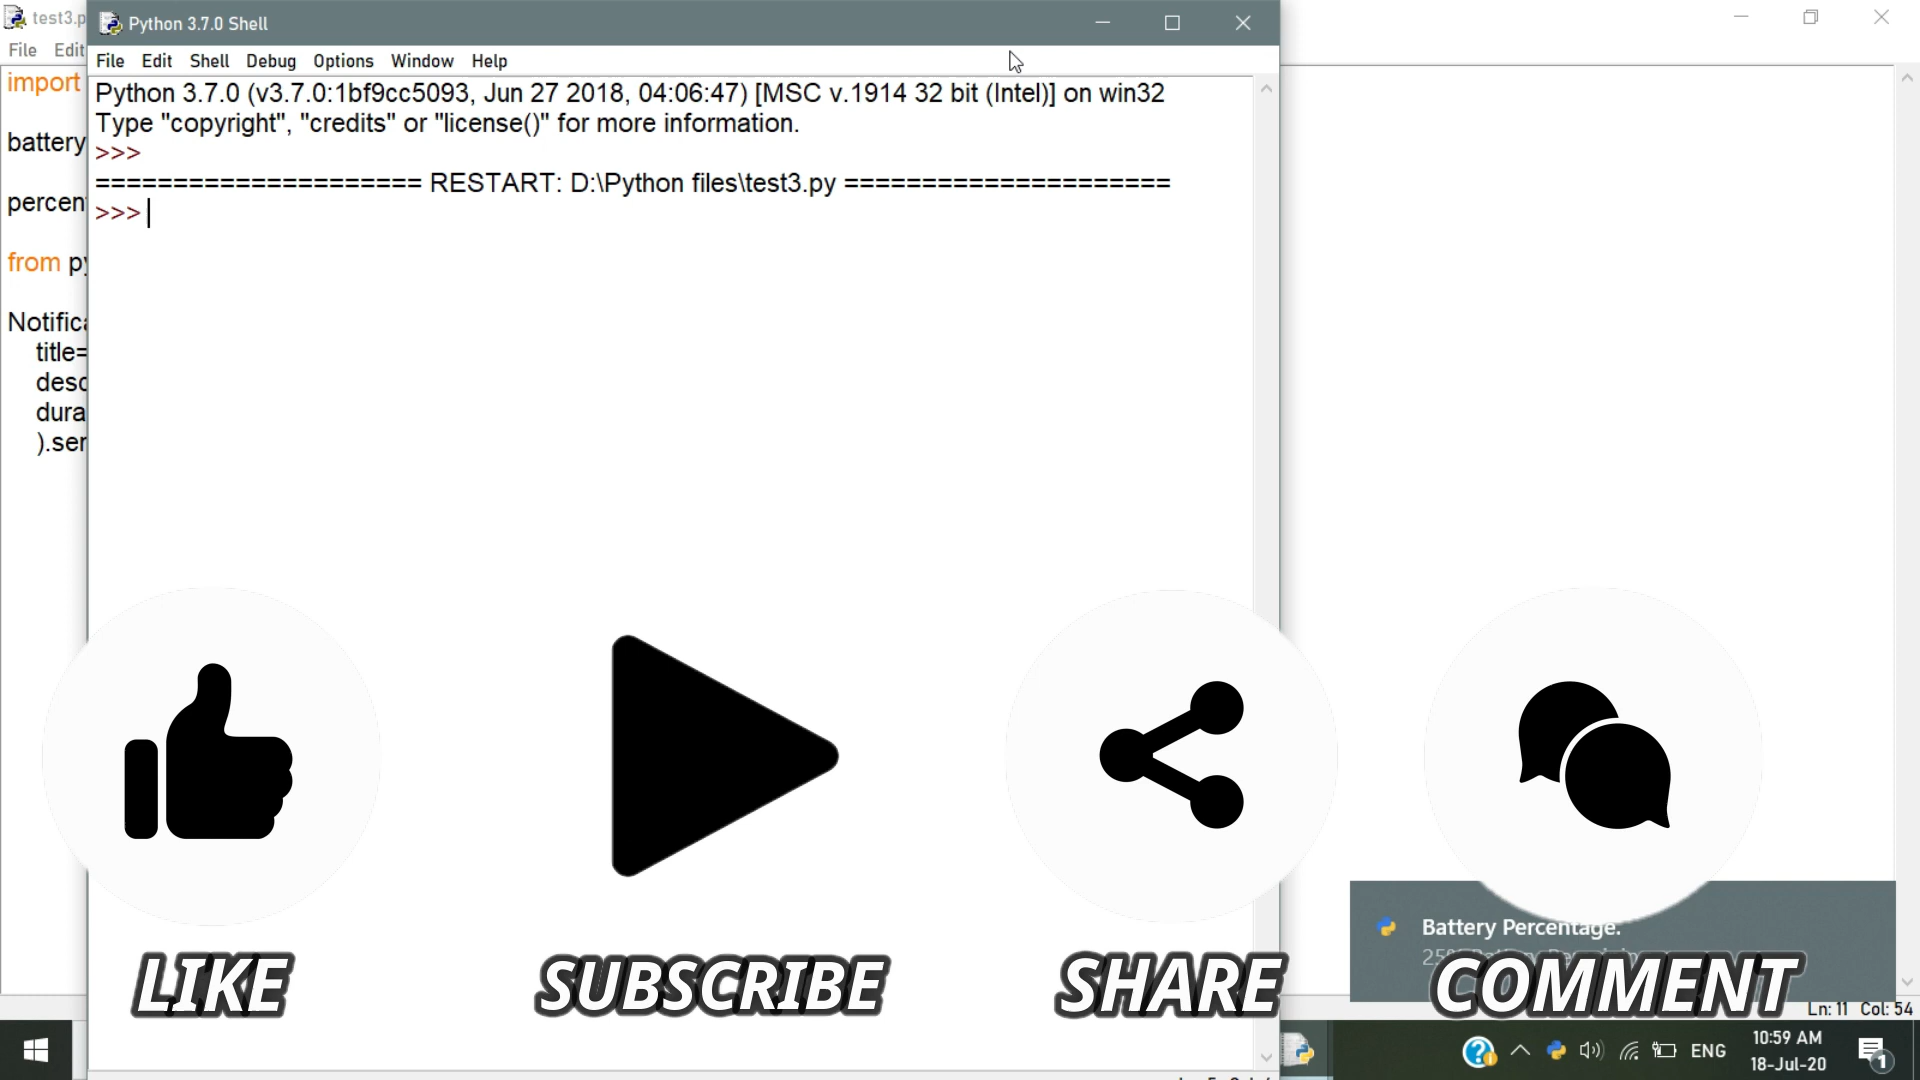 test3.p
Python 3.7.0 Shell
File Edit
File Edit Shell Debug Options Window Help
import
Python 3.7.0 (v3.7.0:1bf9cc5093, Jun 27 2018, 04:06:47) [MSC v.1914 32 bit (Intel)] on win32
Type "copyright", "credits" or "license()" for more information.
battery
>>>
===================== RESTART: D:\Python files\test3.py =====================
percen
>>>
from py
Notifica
title=
desc
dura
).ser
Battery Percentage.
25%
LIKE
SUBSCRIBE
SHARE
COMMENT
Ln: 11 Col: 54
ENG
10:59 AM
18-Jul-20
1